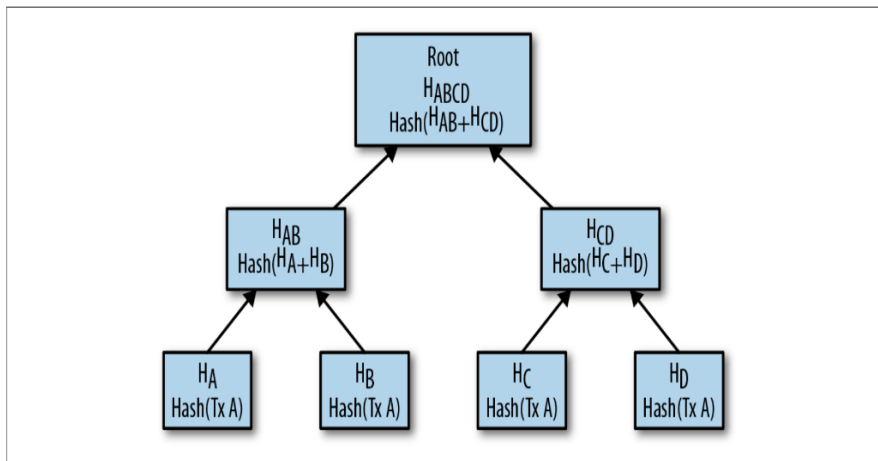 Root
HABCD
Hash(HAB+HCD)
HAB
Hash(HA+HB)
HCD
Hash(HC+HD)
HA
Hash(Tx A)
HB
Hash(Tx A)
HC
Hash(Tx A)
HD
Hash(Tx A)